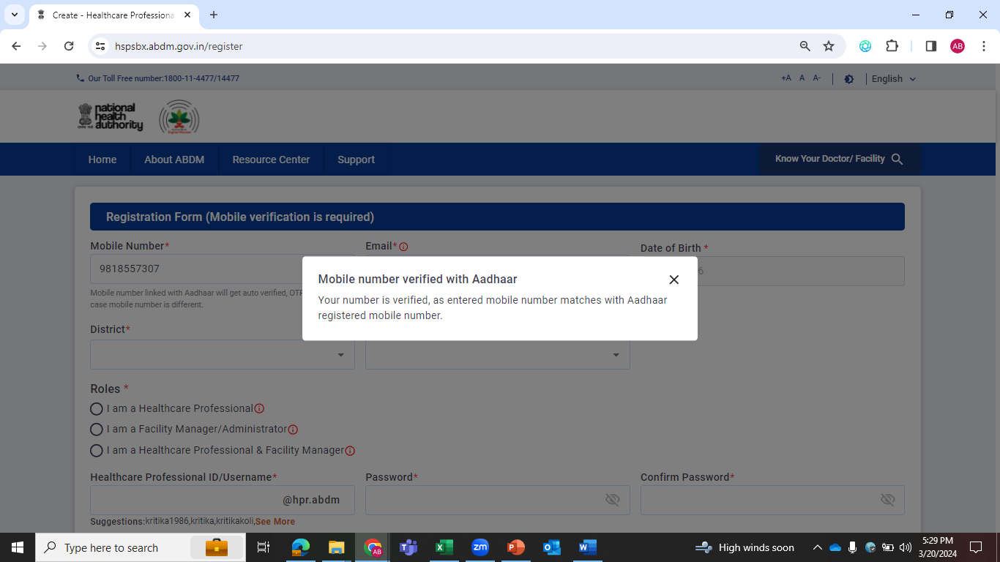 Create - Healthcare Professiona
hspsbx.abdm.gov.in/register
AB
Our Toll Free number:1800-11-4477/14477
+A A A- English
national
health
authority
Home About ABDM Resource Center Support Know Your Doctor/ Facility
Registration Form (Mobile verification is required)
Mobile Number* Email* Date of Birth *
9818557307 6
Mobile number linked with Aadhaar will get auto verified, OTP
case mobile number is different.
Mobile number verified with Aadhaar
Your number is verified, as entered mobile number matches with Aadhaar
registered mobile number.
District*
Roles *
I am a Healthcare Professional
I am a Facility Manager/Administrator
I am a Healthcare Professional & Facility Manager
Healthcare Professional ID/Username* Password* Confirm Password*
@hpr.abdm
Suggestions:kritika1986,kritika,kritikakoli,See More
Type here to search
High winds soon
5:29 PM
3/20/2024